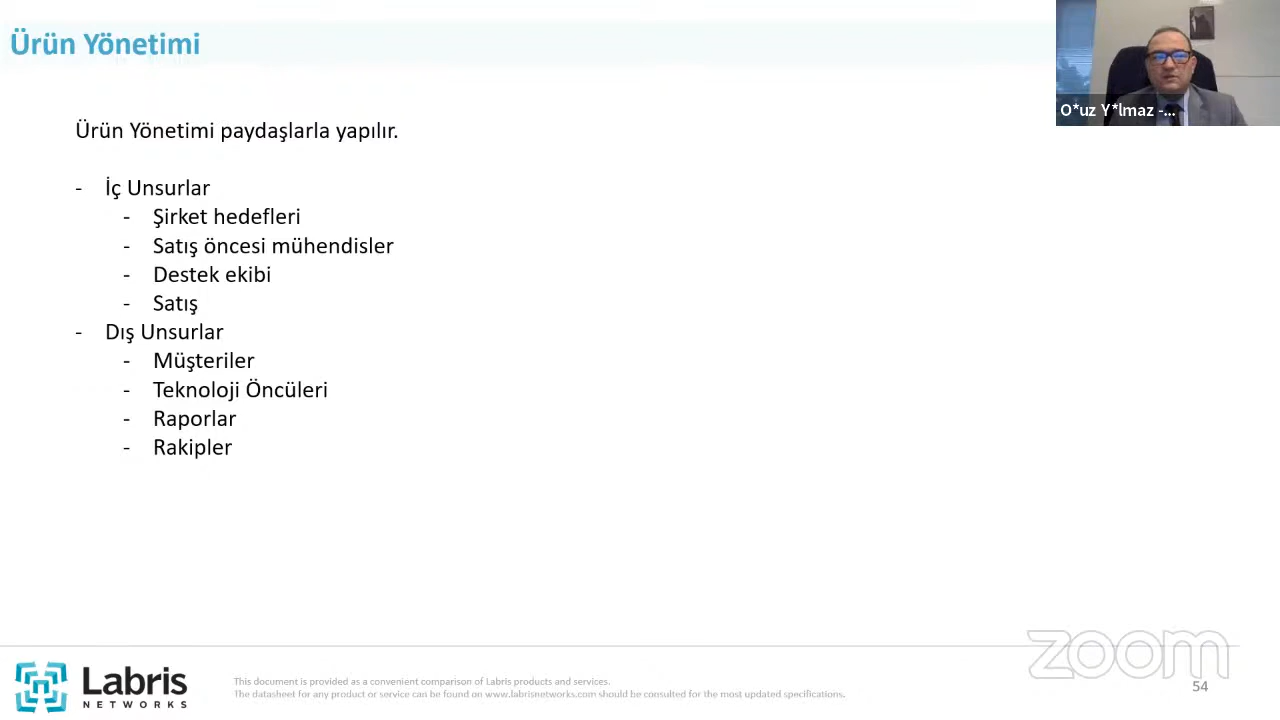 Ürün Yönetimi
O*uz Y*lmaz -...
Ürün Yönetimi paydaşlarla yapılır.
- İç Unsurlar
- Şirket hedefleri
- Satış öncesi mühendisler
- Destek ekibi
- Satış
- Dış Unsurlar
- Müşteriler
- Teknoloji Öncüleri
- Raporlar
- Rakipler
zoom
Labris
NETWORKS
This document is provided as a convenient comparison of Labris products and services.
The datasheet for any product or service can be found on www.labrisnetworks.com should be consulted for the most updated specifications.
54